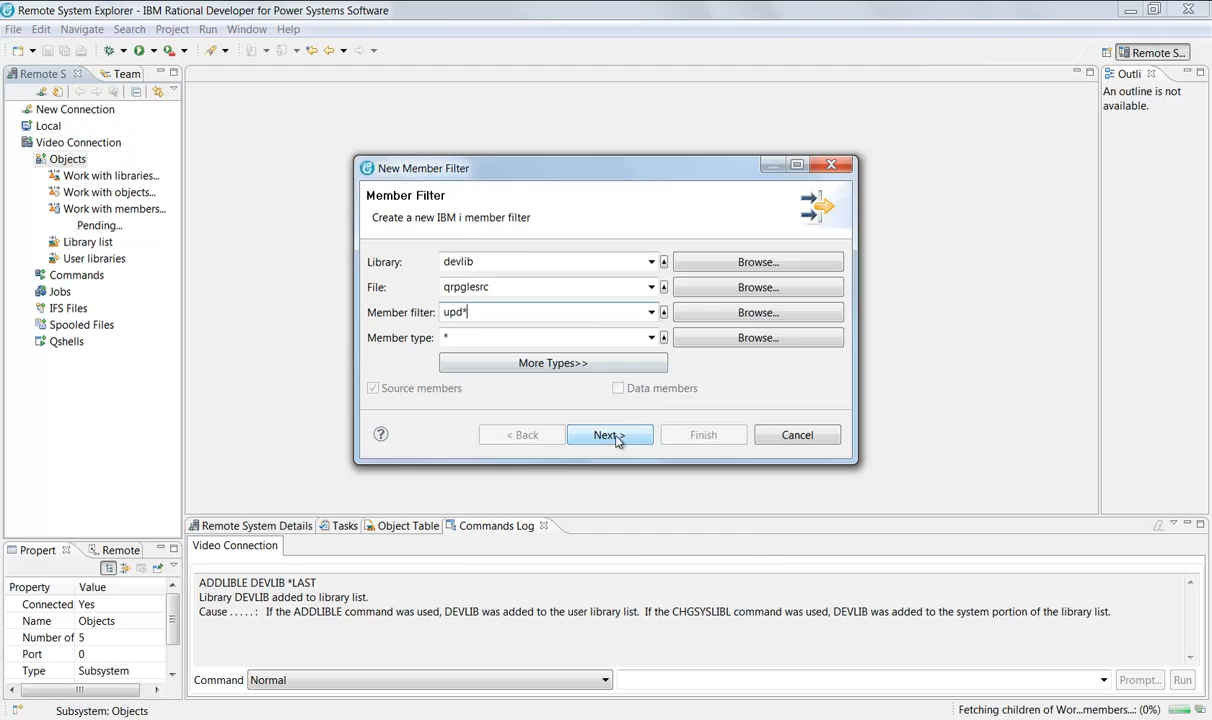 Remote System Explorer - IBM Rational Developer for Power Systems Software
File Edit Navigate Search Project Run Window Help
Remote S...
Remote S
Team
New Connection
Local
Video Connection
Objects
Work with libraries...
Work with objects...
Work with members...
Pending...
Library list
User libraries
Commands
Jobs
IFS Files
Spooled Files
Qshells
Outli
An outline is not
available.
New Member Filter
Member Filter
Create a new IBM i member filter
Library: devlib Browse...
File: qrpglesrc Browse...
Member filter: upd* Browse...
Member type: * Browse...
More Types>>
Source members Data members
? < Back Next > Finish Cancel
Propert Remote
Property Value
Connected Yes
Name Objects
Number of 5
Port 0
Type Subsystem
Remote System Details Tasks Object Table Commands Log
Video Connection
ADDLIBLE DEVLIB *LAST
Library DEVLIB added to library list.
Cause . . . . . : If the ADDLIBLE command was used, DEVLIB was added to the user library list. If the CHGSYSLIBL command was used, DEVLIB was added to the system portion of the library list.
Command Normal Prompt... Run
Subsystem: Objects
Fetching children of Wor...members...: (0%)